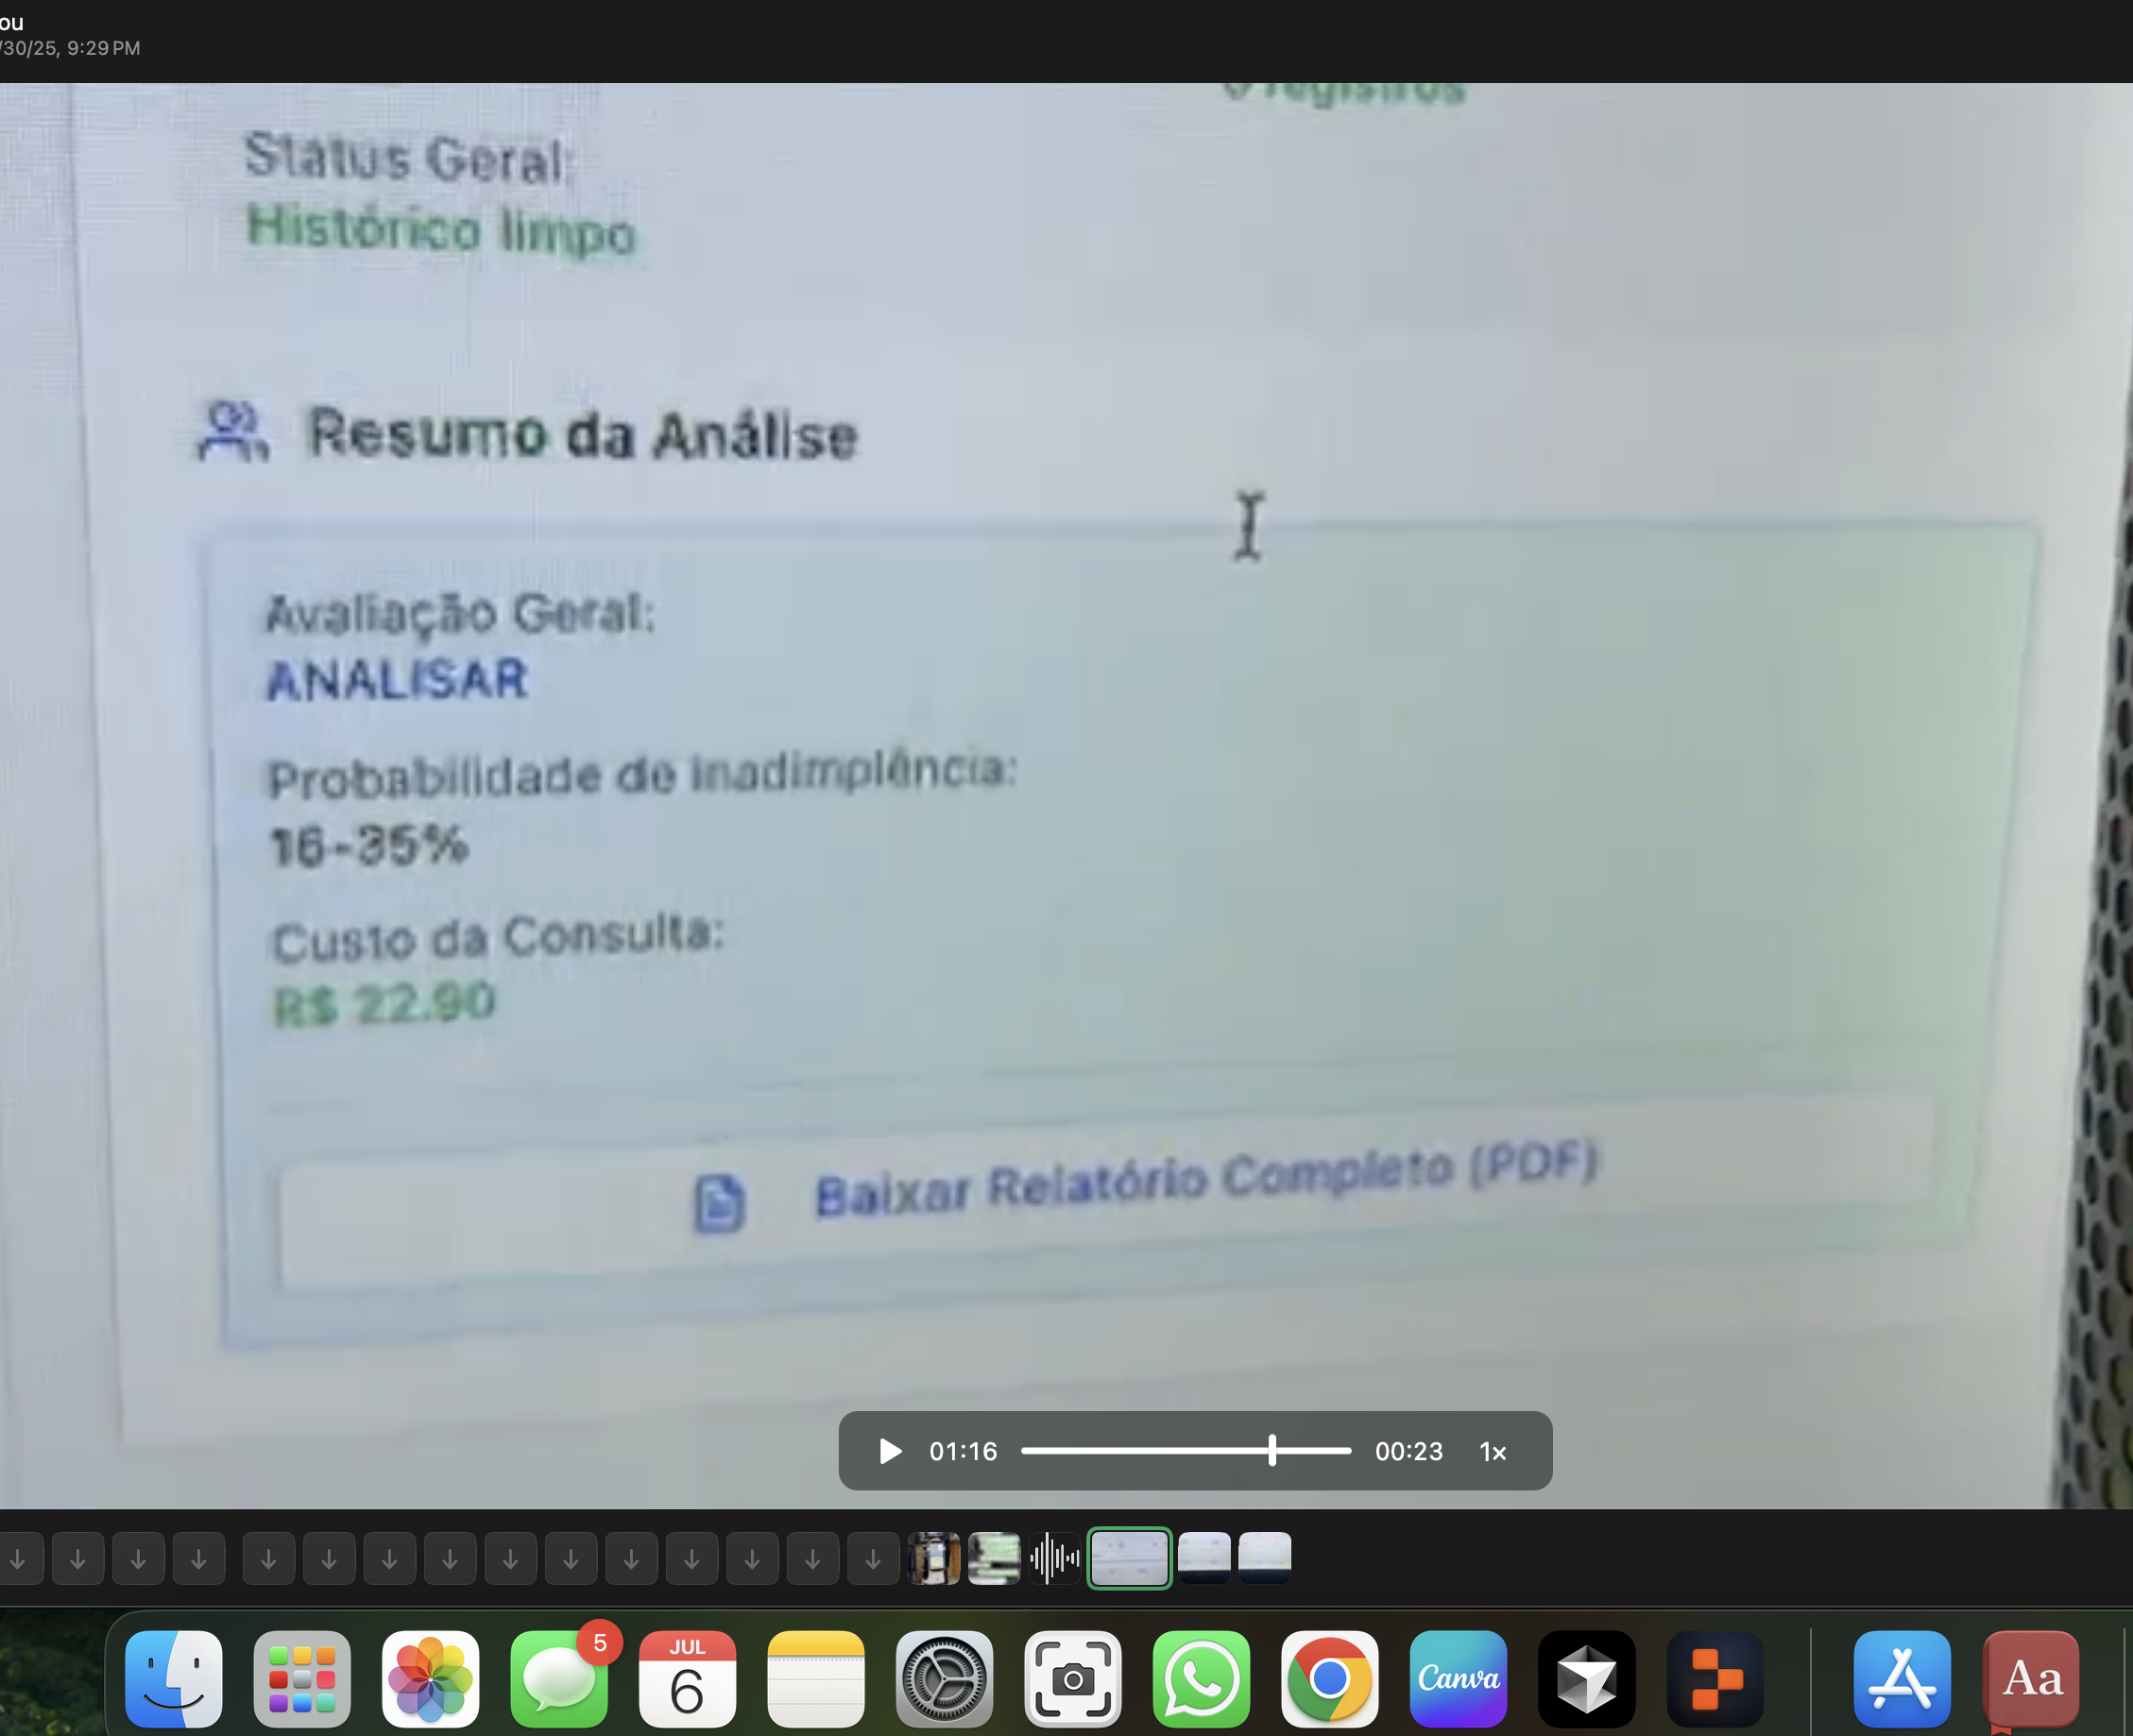 ou
/30/25, 9:29 PM
registros
Status Geral:
Histórico limpo
Resumo da Análise
Avaliação Geral:
ANALISAR
Probabilidade de Inadimplência:
16-35%
Custo da Consulta:
R$ 22.90
Baixar Relatório Completo (PDF)
01:16
00:23
1×
5
JUL
6
Canva
Aa